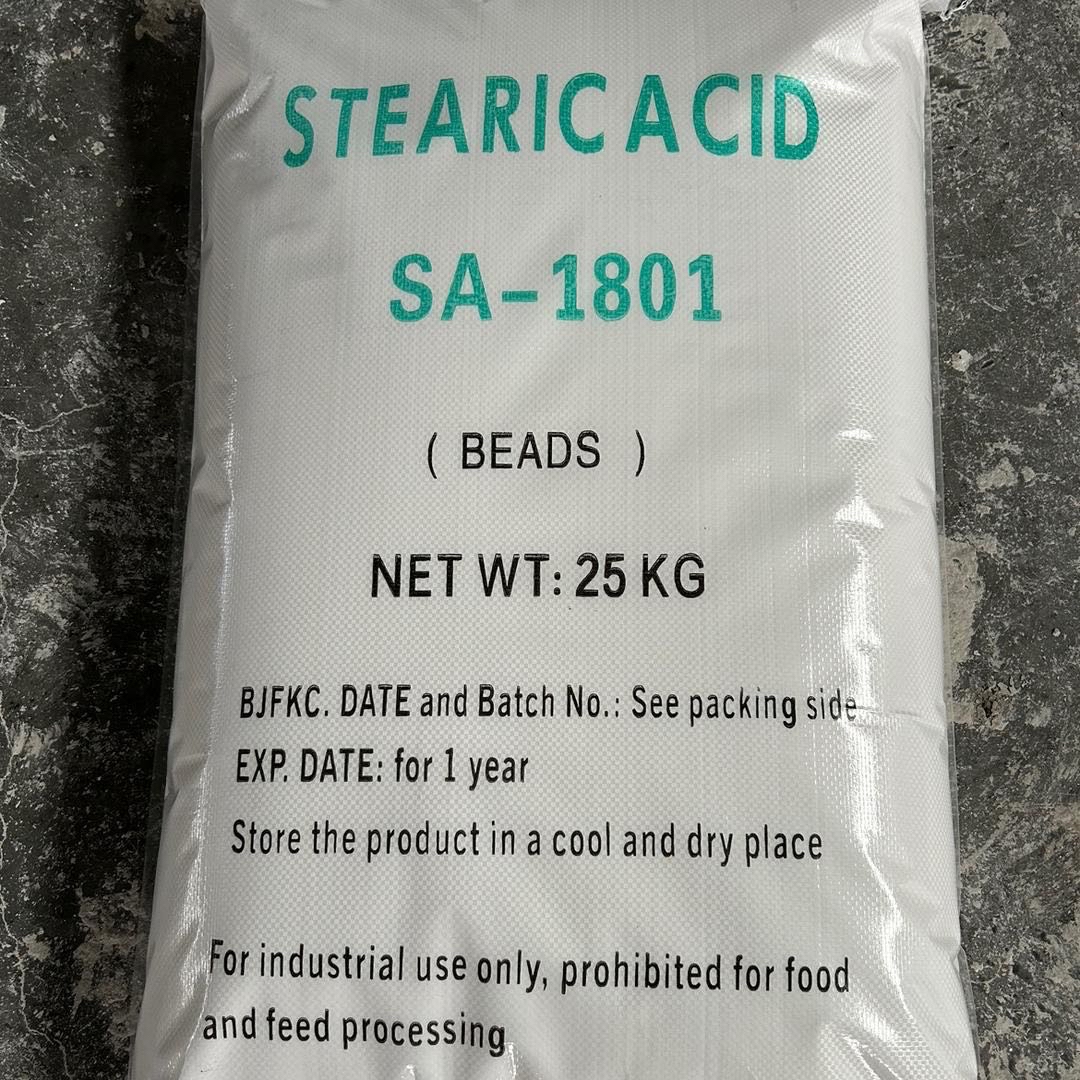 STEARIC ACID
SA-1801
( BEADS )
NET WT: 25 KG
BJFKC. DATE and Batch No.: See packing side
EXP. DATE: for 1 year
Store the product in a cool and dry place
For industrial use only, prohibited for food
and feed processing